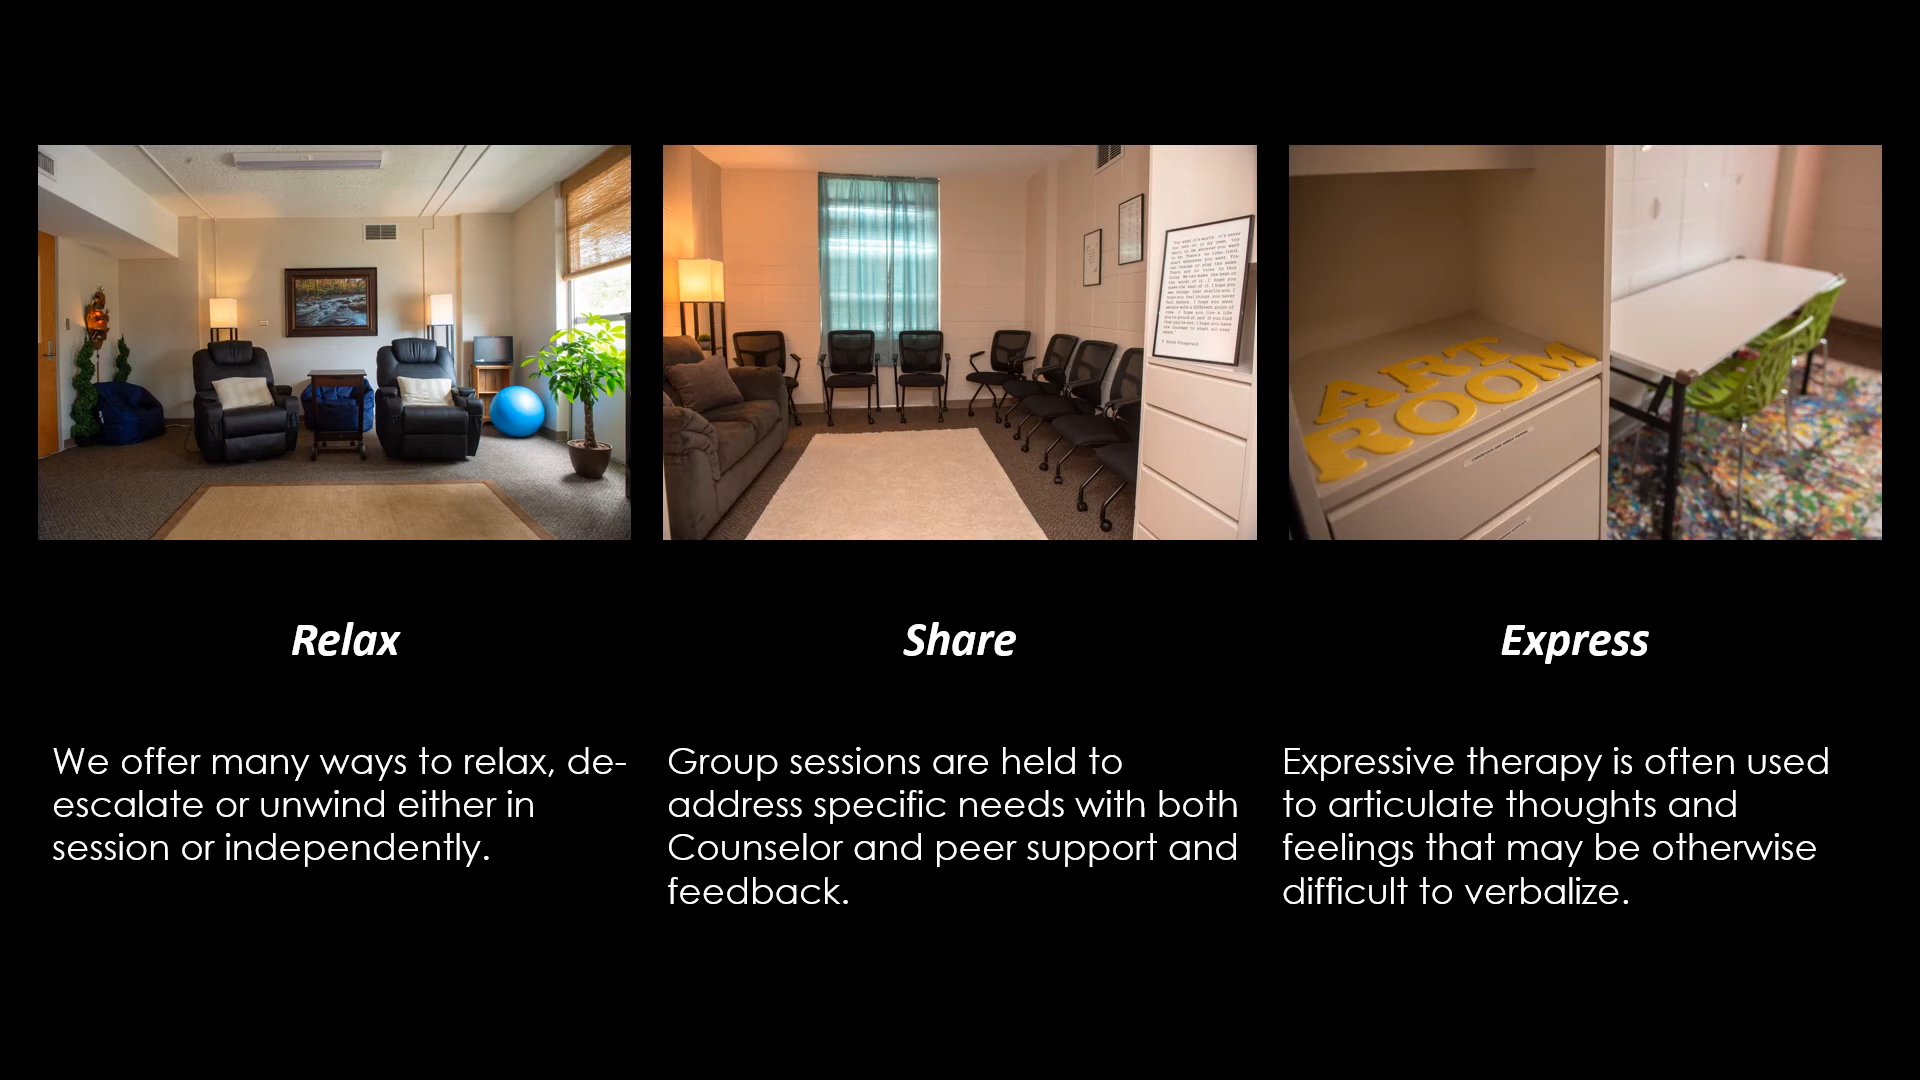 ART
ROOM
Relax
Share
Express
We offer many ways to relax, de-
escalate or unwind either in
session or independently.
Group sessions are held to
address specific needs with both
Counselor and peer support and
feedback.
Expressive therapy is often used
to articulate thoughts and
feelings that may be otherwise
difficult to verbalize.